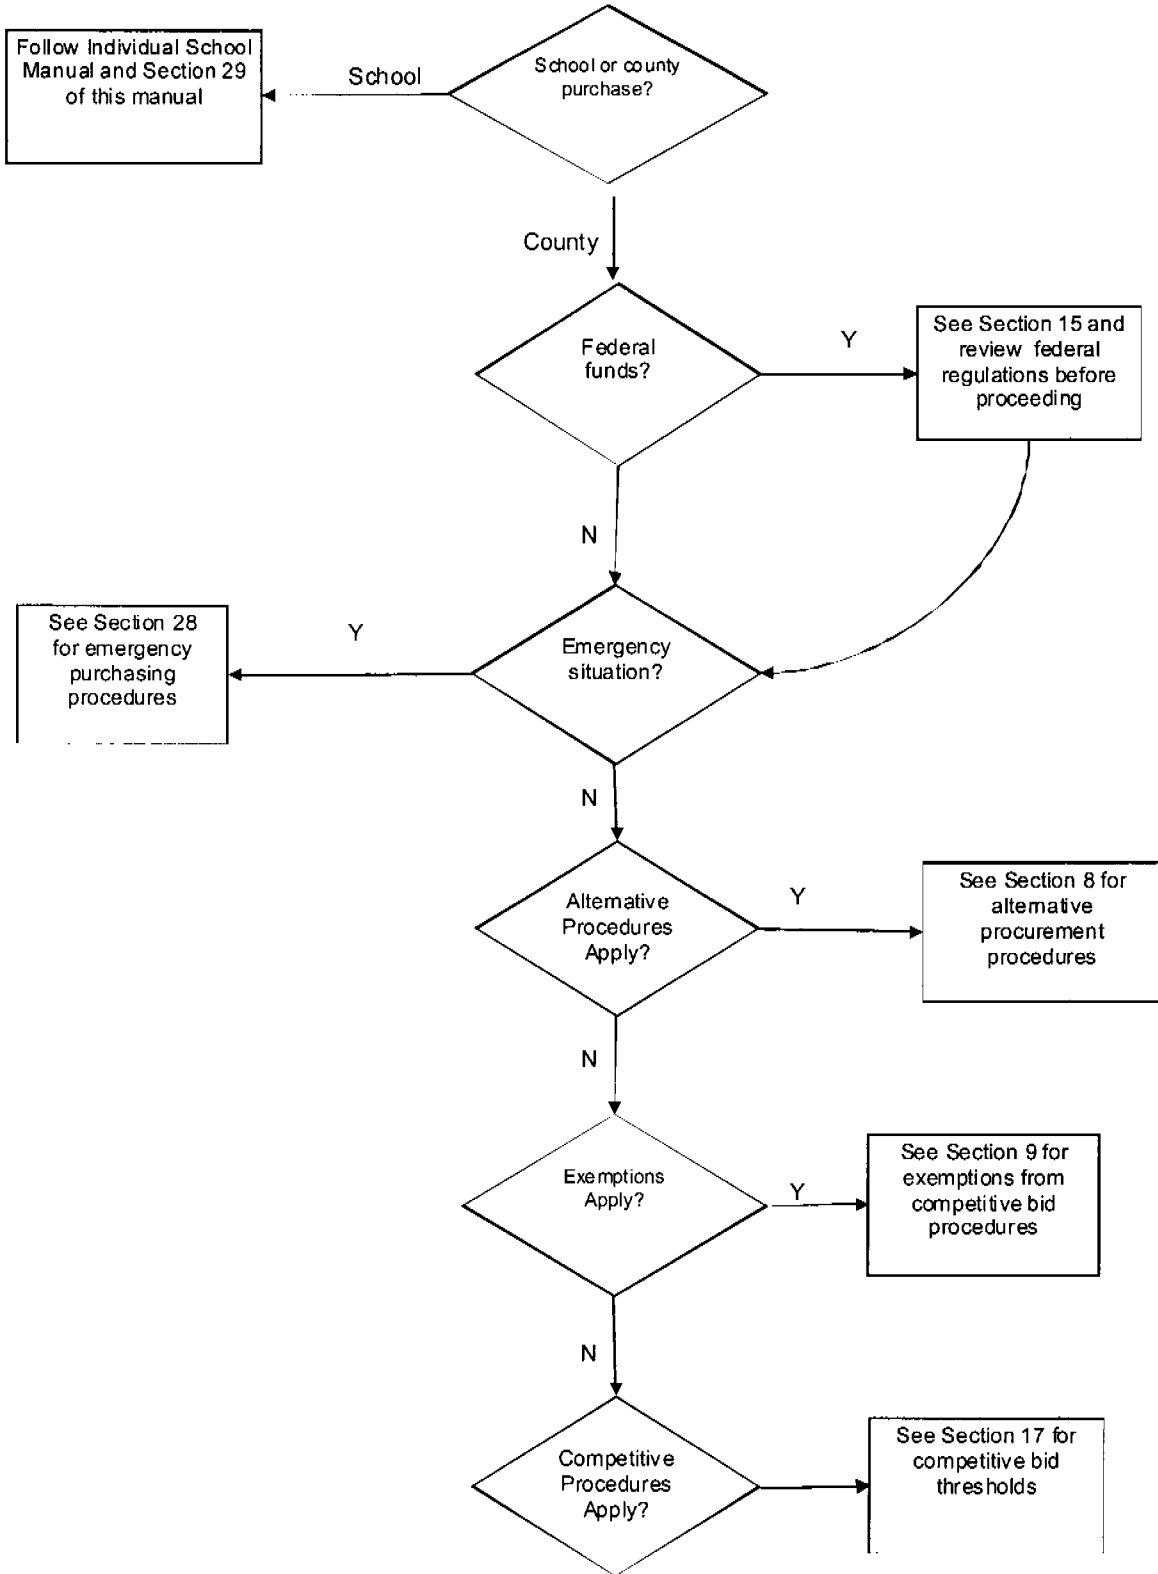 Follow Individual School
Manual and Section 29
of this manual
School
School or county
purchase?
County
Federal
funds?
Y
See Section 15 and
review federal
regulations before
proceeding
N
See Section 28
for emergency
purchasing
procedures
Y
Emergency
situation?
N
Alternative
Procedures
Apply?
Y
See Section 8 for
alternative
procurement
procedures
N
Exemptions
Apply?
Y
See Section 9 for
exemptions from
competitive bid
procedures
N
Competitive
Procedures
Apply?
See Section 17 for
competitive bid
thresholds